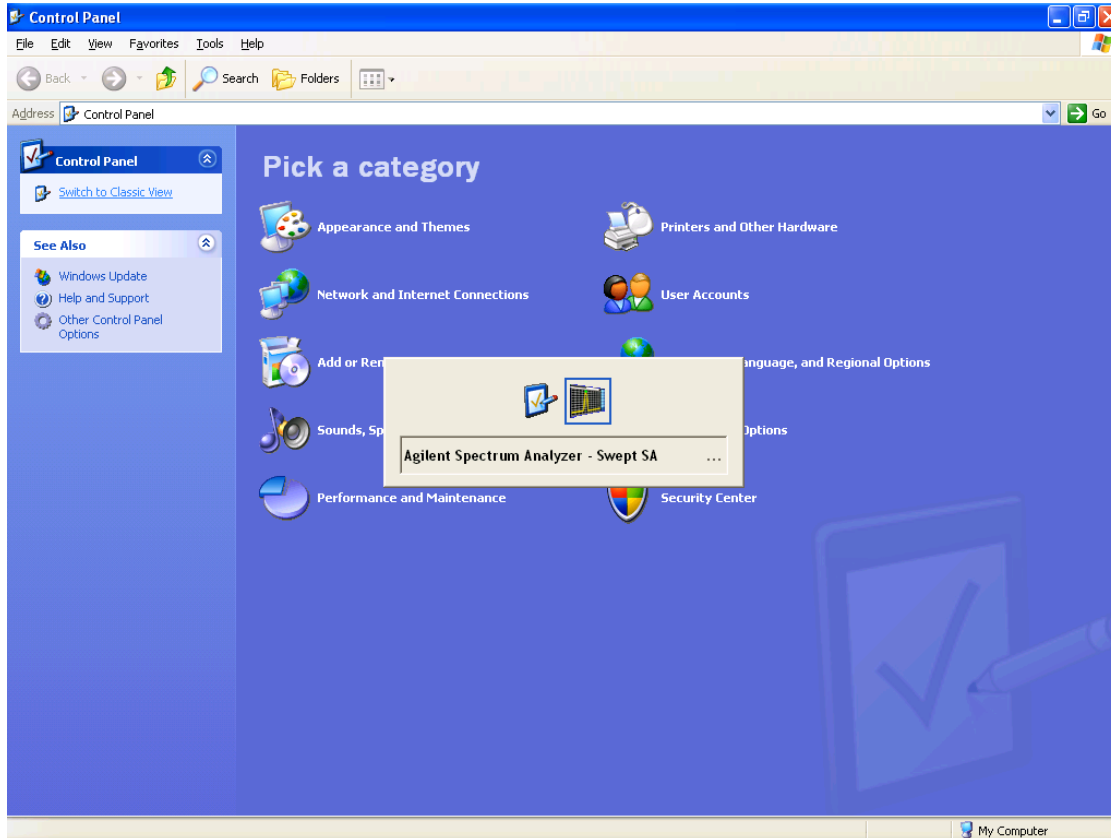 Control Panel
File Edit View Favorites Tools Help
Back Search Folders
Address Control Panel Go
Control Panel
Switch to Classic View
See Also
Windows Update
Help and Support
Other Control Panel
Options
Pick a category
Appearance and Themes
Printers and Other Hardware
Network and Internet Connections
User Accounts
Add or Re
anguage, and Regional Options
Sounds, Sp
Options
Agilent Spectrum Analyzer - Swept SA ...
Performance and Maintenance
Security Center
My Computer